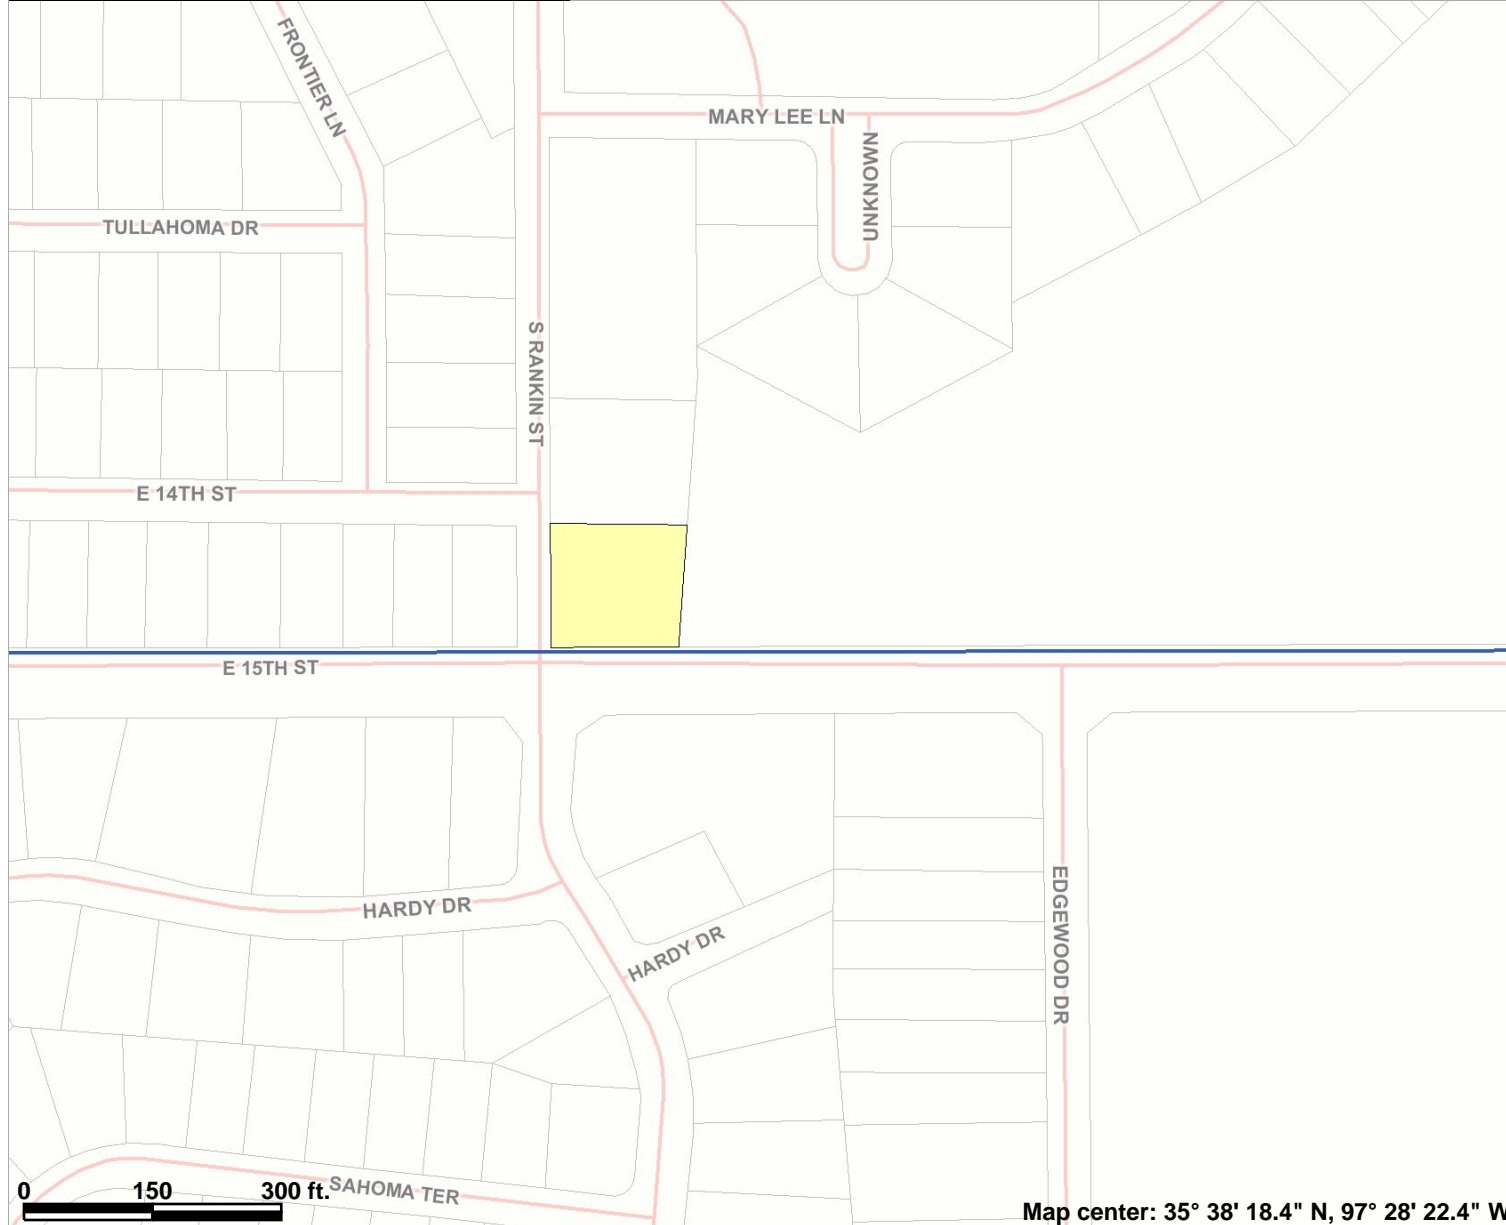 FRONTIER LN
MARY LEE LN
UNKNOWN
TULLAHOMA DR
S RANKIN ST
E 14TH ST
E 15TH ST
HARDY DR
HARDY DR
EDGEWOOD DR
SAHOMA TER
0 150 300 ft.
Map center: 35° 38' 18.4" N, 97° 28' 22.4" W